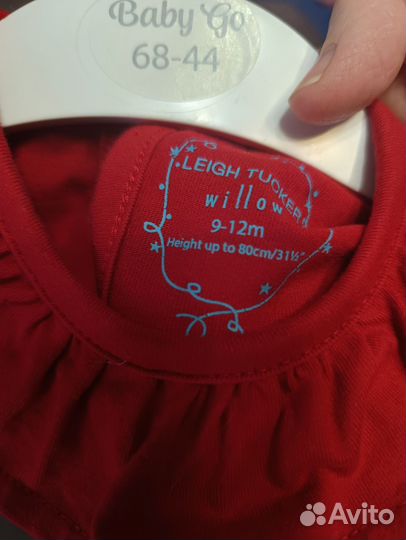 Baby Go
68-44
LEIGH TUCKER
willow
9-12m
Height up to 80cm/31½"
Avito